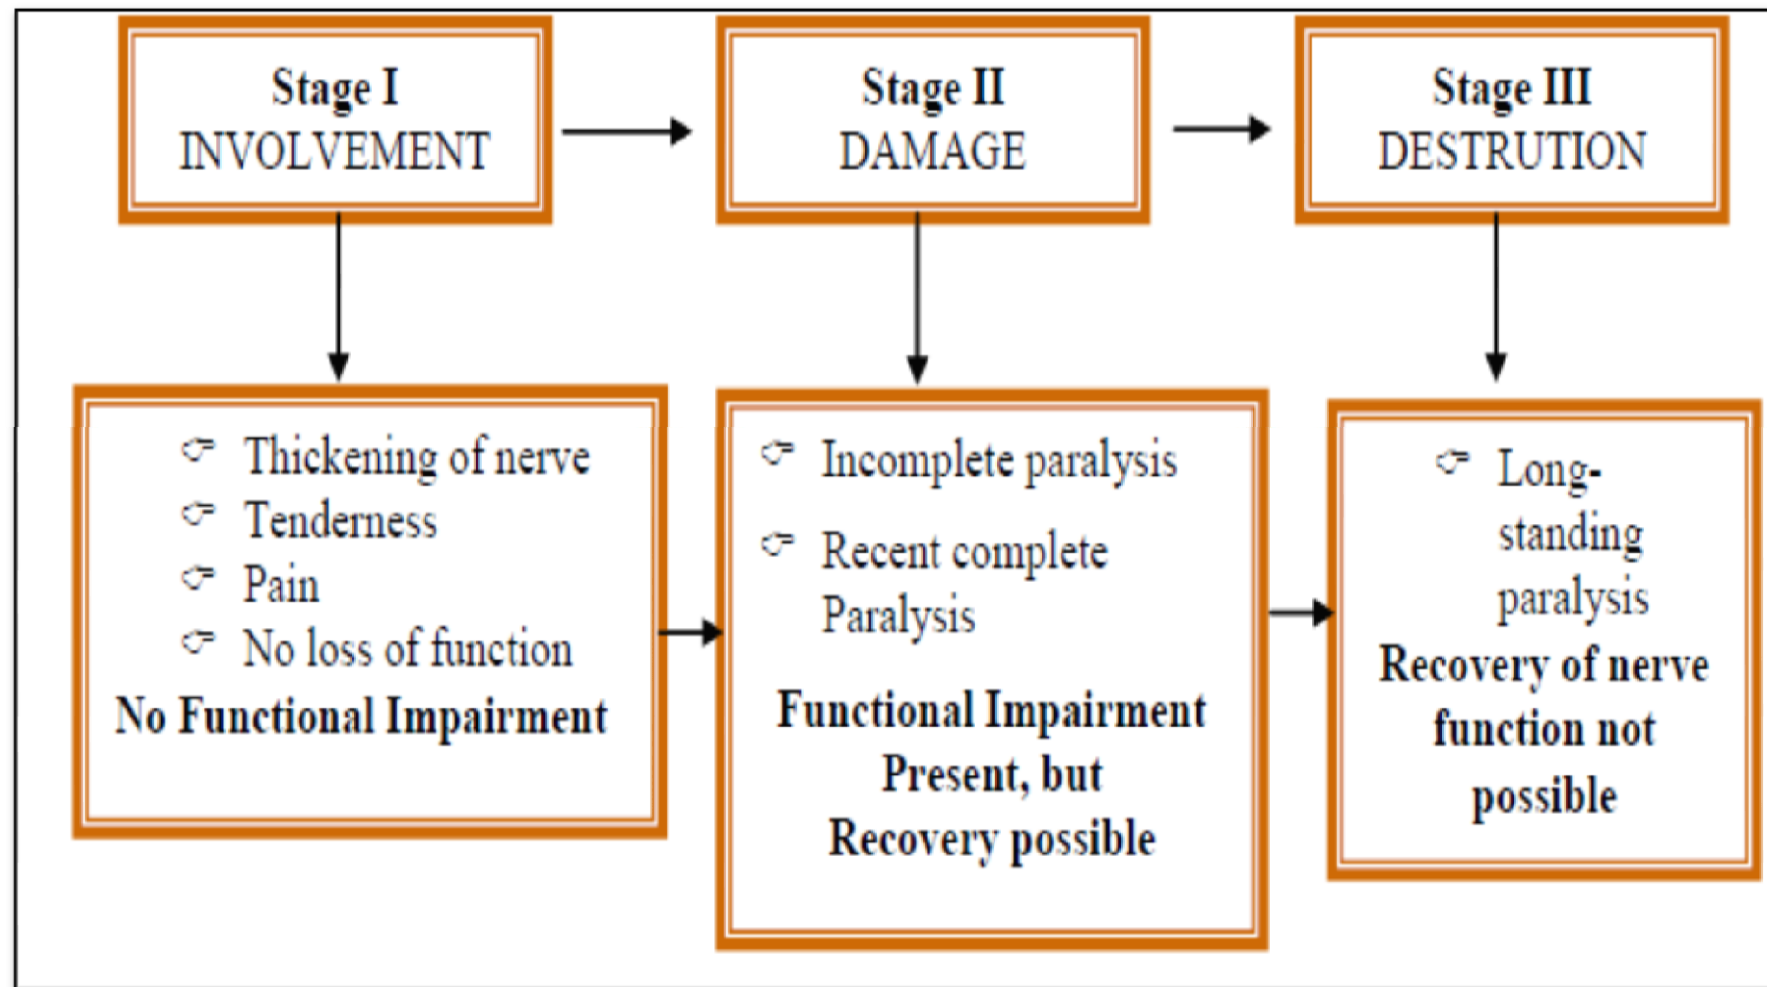 Stage I
INVOLVEMENT
Stage II
DAMAGE
Stage III
DESTRUTION
Thickening of nerve
Tenderness
Pain
No loss of function
No Functional Impairment
Incomplete paralysis
Recent complete
Paralysis
Functional Impairment
Present, but
Recovery possible
Long-
standing
paralysis
Recovery of nerve
function not
possible